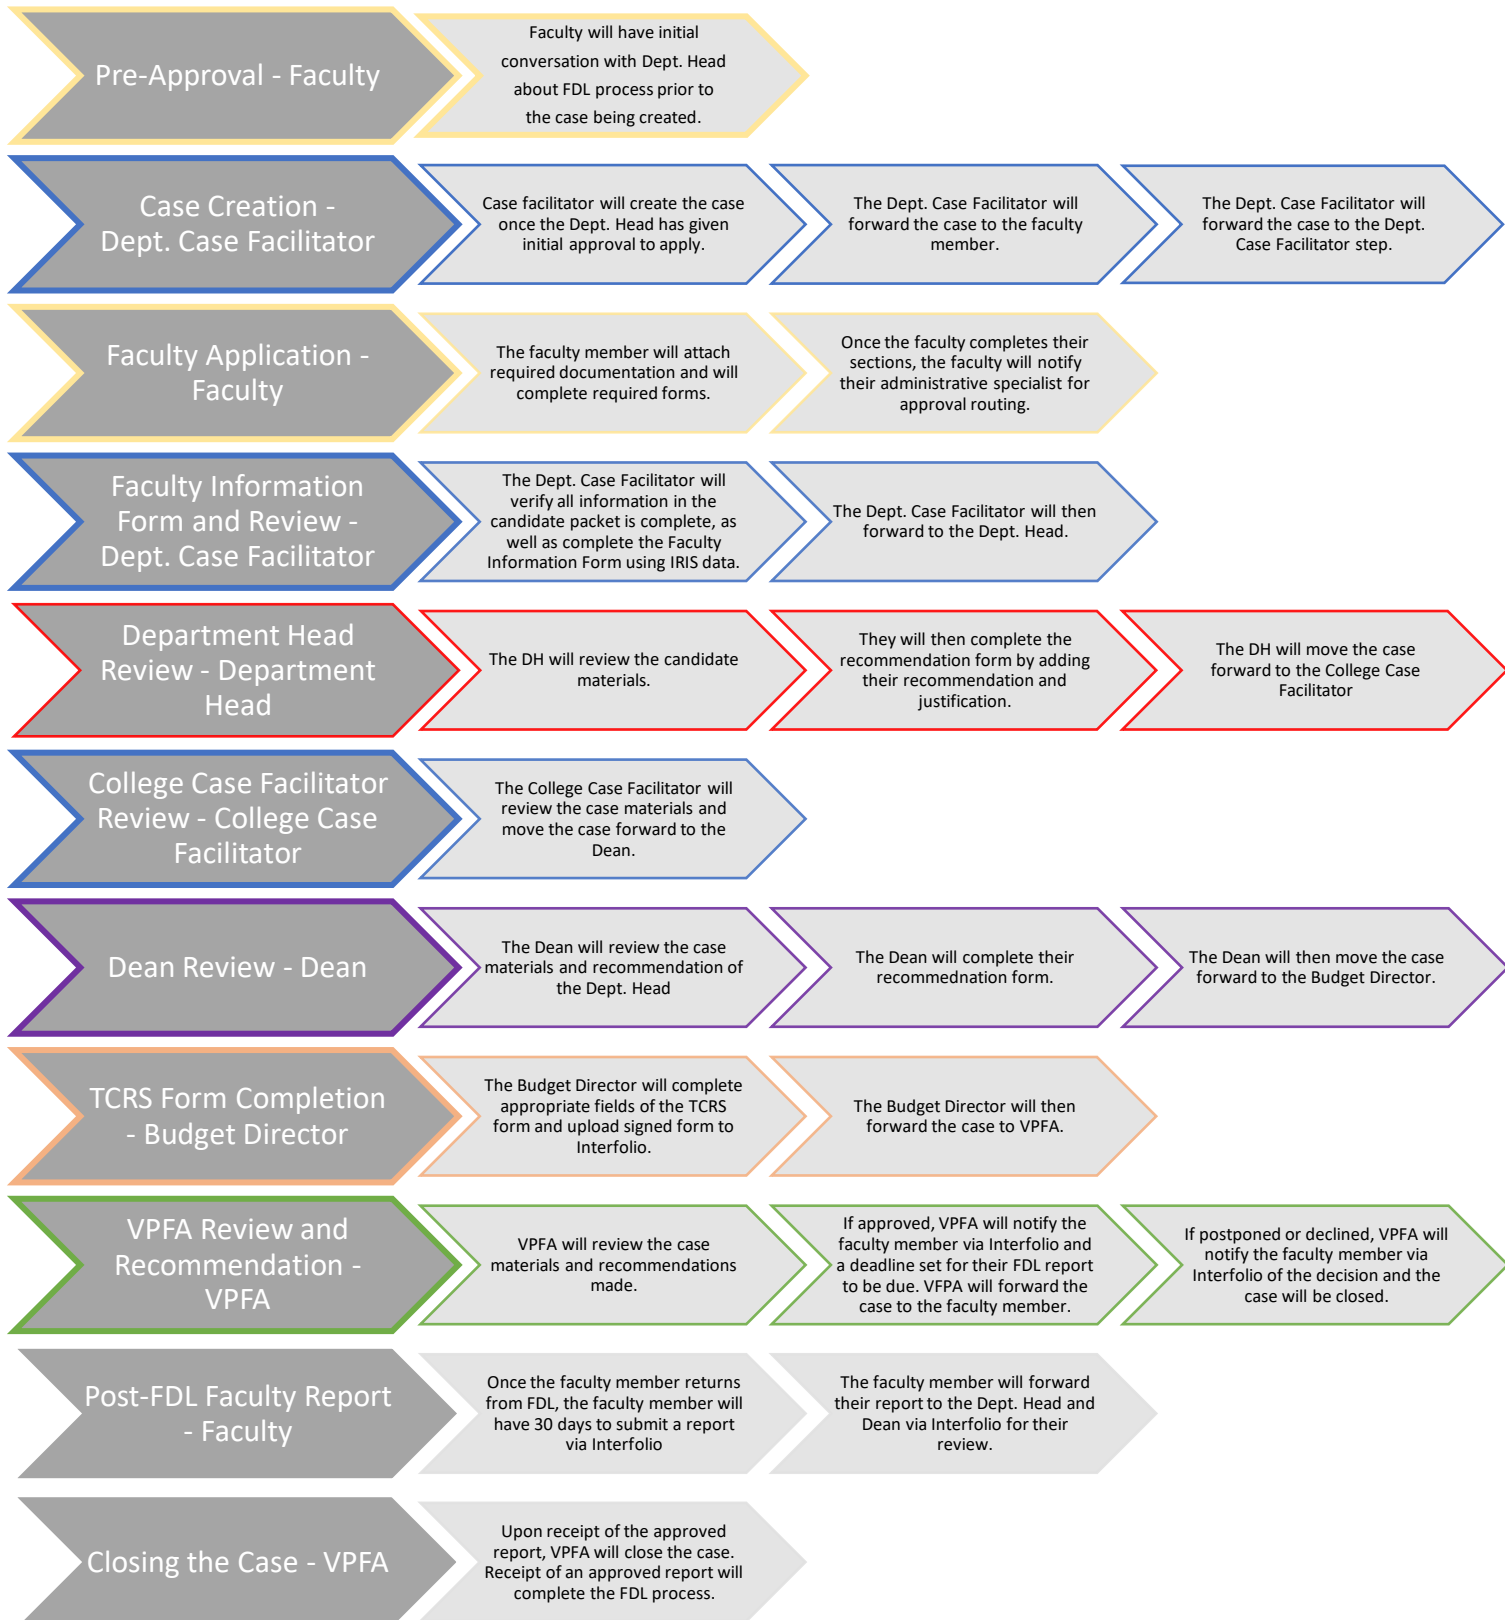 Pre-Approval - Faculty
Faculty will have initial
conversation with Dept. Head
about FDL process prior to
the case being created.
Case Creation -
Dept. Case Facilitator
Case facilitator will create the case
once the Dept. Head has given
initial approval to apply.
The Dept. Case Facilitator will
forward the case to the faculty
member.
The Dept. Case Facilitator will
forward the case to the Dept.
Case Facilitator step.
Faculty Application -
Faculty
The faculty member will attach
required documentation and will
complete required forms.
Once the faculty completes their
sections, the faculty will notify
their administrative specialist for
approval routing.
Faculty Information
Form and Review -
Dept. Case Facilitator
The Dept. Case Facilitator will
verify all information in the
candidate packet is complete, as
well as complete the Faculty
Information Form using IRIS data.
The Dept. Case Facilitator will then
forward to the Dept. Head.
Department Head
Review - Department
Head
The DH will review the candidate
materials.
They will then complete the
recommendation form by adding
their recommendation and
justification.
The DH will move the case
forward to the College Case
Facilitator
College Case Facilitator
Review - College Case
Facilitator
The College Case Facilitator will
review the case materials and
move the case forward to the
Dean.
Dean Review - Dean
The Dean will review the case
materials and recommendation of
the Dept. Head
The Dean will complete their
recommednation form.
The Dean will then move the case
forward to the Budget Director.
TCRS Form Completion
- Budget Director
The Budget Director will complete
appropriate fields of the TCRS
form and upload signed form to
Interfolio.
The Budget Director will then
forward the case to VPFA.
VPFA Review and
Recommendation -
VPFA
VPFA will review the case
materials and recommendations
made.
If approved, VPFA will notify the
faculty member via Interfolio and
a deadline set for their FDL report
to be due. VFPA will forward the
case to the faculty member.
If postponed or declined, VPFA will
notify the faculty member via
Interfolio of the decision and the
case will be closed.
Post-FDL Faculty Report
- Faculty
Once the faculty member returns
from FDL, the faculty member will
have 30 days to submit a report
via Interfolio
The faculty member will forward
their report to the Dept. Head and
Dean via Interfolio for their
review.
Closing the Case - VPFA
Upon receipt of the approved
report, VPFA will close the case.
Receipt of an approved report will
complete the FDL process.